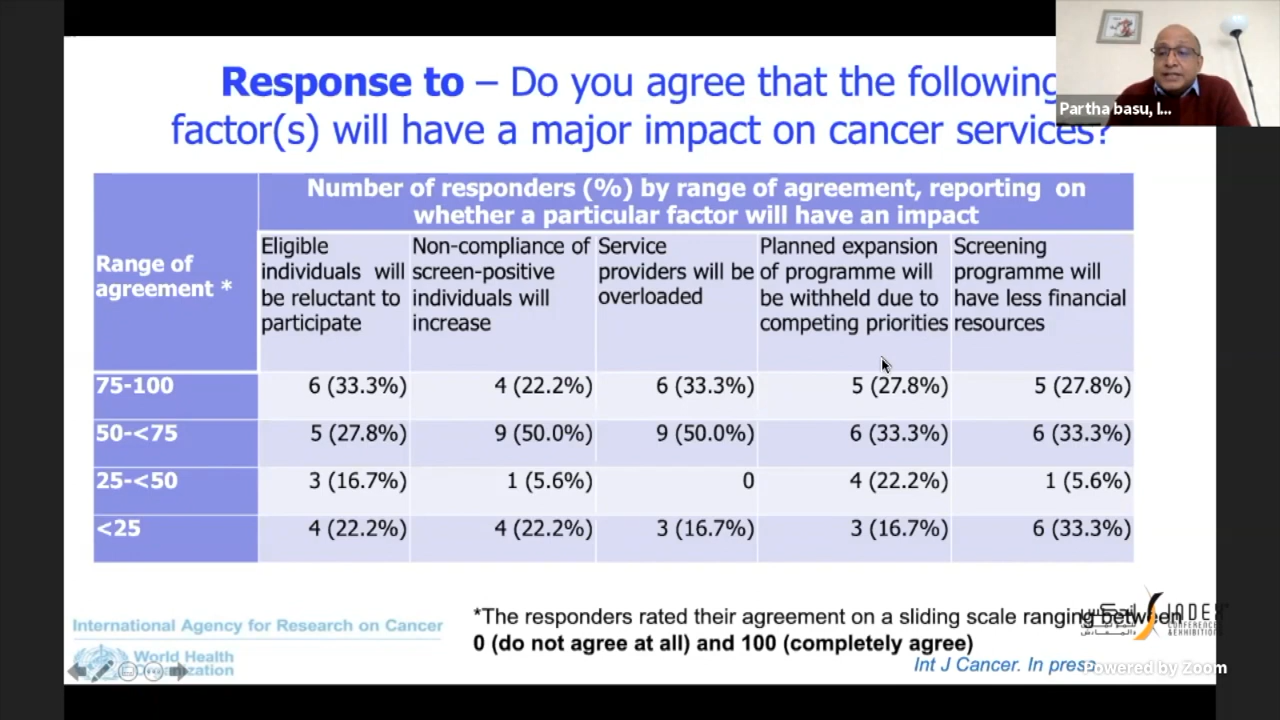 Response to – Do you agree that the following
factor(s) will have a major impact on cancer services?
Partha basu, I...
Range of
agreement *
Number of responders (%) by range of agreement, reporting on
whether a particular factor will have an impact
Eligible
individuals will
be reluctant to
participate
Non-compliance of
screen-positive
individuals will
increase
Service
providers will be
overloaded
Planned expansion
of programme will
be withheld due to
competing priorities
Screening
programme will
have less financial
resources
75-100 6 (33.3%) 4 (22.2%) 6 (33.3%) 5 (27.8%) 5 (27.8%)
50-<75 5 (27.8%) 9 (50.0%) 9 (50.0%) 6 (33.3%) 6 (33.3%)
25-<50 3 (16.7%) 1 (5.6%) 0 4 (22.2%) 1 (5.6%)
<25 4 (22.2%) 4 (22.2%) 3 (16.7%) 3 (16.7%) 6 (33.3%)
*The responders rated their agreement on a sliding scale ranging between
0 (do not agree at all) and 100 (completely agree)
International Agency for Research on Cancer
World Health
Organization
Int J Cancer. In press
INDEX
CONFERENCE
& EXHIBITIONS
Powered by Zoom